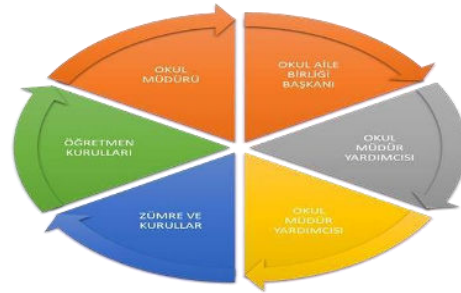 OKUL
MÜDÜRÜ
OKUL AİLE
BİRLİĞİ
BAŞKANI
OKUL
MÜDÜR
YARDIMCISI
OKUL
MÜDÜR
YARDIMCISI
ZÜMRE VE
KURULLAR
ÖĞRETMEN
KURULLARI